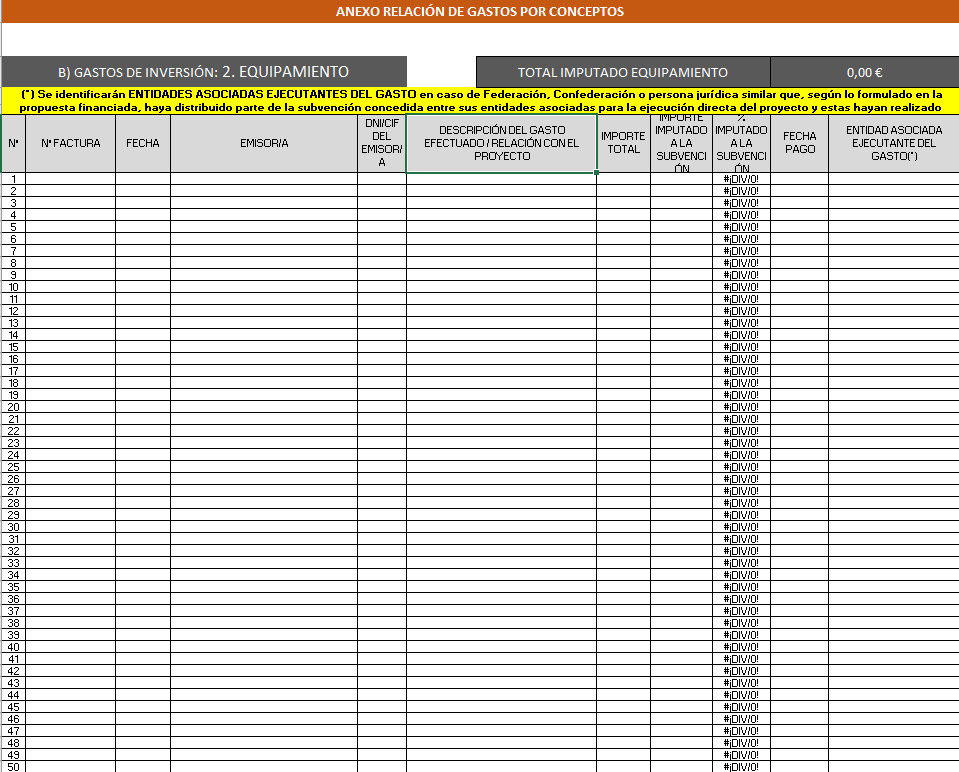 ANEXO RELACIÓN DE GASTOS POR CONCEPTOS
B) GASTOS DE INVERSIÓN: 2. EQUIPAMIENTO
TOTAL IMPUTADO EQUIPAMIENTO
0,00 €
(*) Se identificarán ENTIDADES ASOCIADAS EJECUTANTES DEL GASTO en caso de Federación, Confederación o persona jurídica similar que, según lo formulado en la
propuesta financiada, haya distribuido parte de la subvención concedida entre sus entidades asociadas para la ejecución directa del proyecto y estas hayan realizado
Nº
Nº FACTURA
FECHA
EMISOR/A
DNI/CIF
DEL
EMISOR/
A
DESCRIPCIÓN DEL GASTO
EFECTUADO / RELACIÓN CON EL
PROYECTO
IMPORTE
TOTAL
IMPORTE
IMPUTADO
A LA
SUBVENCI
ÓN
%
IMPUTADO
A LA
SUBVENCI
ÓN
FECHA
PAGO
ENTIDAD ASOCIADA
EJECUTANTE DEL
GASTO(*)
1 #¡DIV/0!
2 #¡DIV/0!
3 #¡DIV/0!
4 #¡DIV/0!
5 #¡DIV/0!
6 #¡DIV/0!
7 #¡DIV/0!
8 #¡DIV/0!
9 #¡DIV/0!
10 #¡DIV/0!
11 #¡DIV/0!
12 #¡DIV/0!
13 #¡DIV/0!
14 #¡DIV/0!
15 #¡DIV/0!
16 #¡DIV/0!
17 #¡DIV/0!
18 #¡DIV/0!
19 #¡DIV/0!
20 #¡DIV/0!
21 #¡DIV/0!
22 #¡DIV/0!
23 #¡DIV/0!
24 #¡DIV/0!
25 #¡DIV/0!
26 #¡DIV/0!
27 #¡DIV/0!
28 #¡DIV/0!
29 #¡DIV/0!
30 #¡DIV/0!
31 #¡DIV/0!
32 #¡DIV/0!
33 #¡DIV/0!
34 #¡DIV/0!
35 #¡DIV/0!
36 #¡DIV/0!
37 #¡DIV/0!
38 #¡DIV/0!
39 #¡DIV/0!
40 #¡DIV/0!
41 #¡DIV/0!
42 #¡DIV/0!
43 #¡DIV/0!
44 #¡DIV/0!
45 #¡DIV/0!
46 #¡DIV/0!
47 #¡DIV/0!
48 #¡DIV/0!
49 #¡DIV/0!
50 #¡DIV/0!